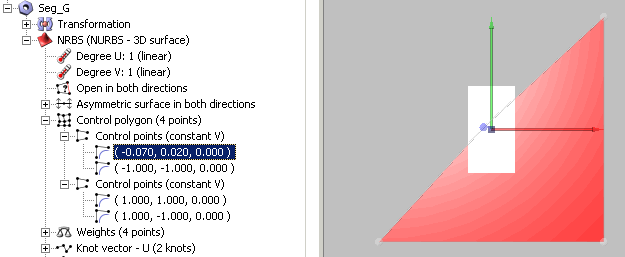 Seg_G
Transformation
NRBS (NURBS - 3D surface)
Degree U: 1 (linear)
Degree V: 1 (linear)
Open in both directions
Asymmetric surface in both directions
Control polygon (4 points)
Control points (constant V)
( -0.070, 0.020, 0.000 )
( -1.000, -1.000, 0.000 )
Control points (constant V)
( 1.000, 1.000, 0.000 )
( 1.000, -1.000, 0.000 )
Weights (4 points)
Knot vector - U (2 knots)